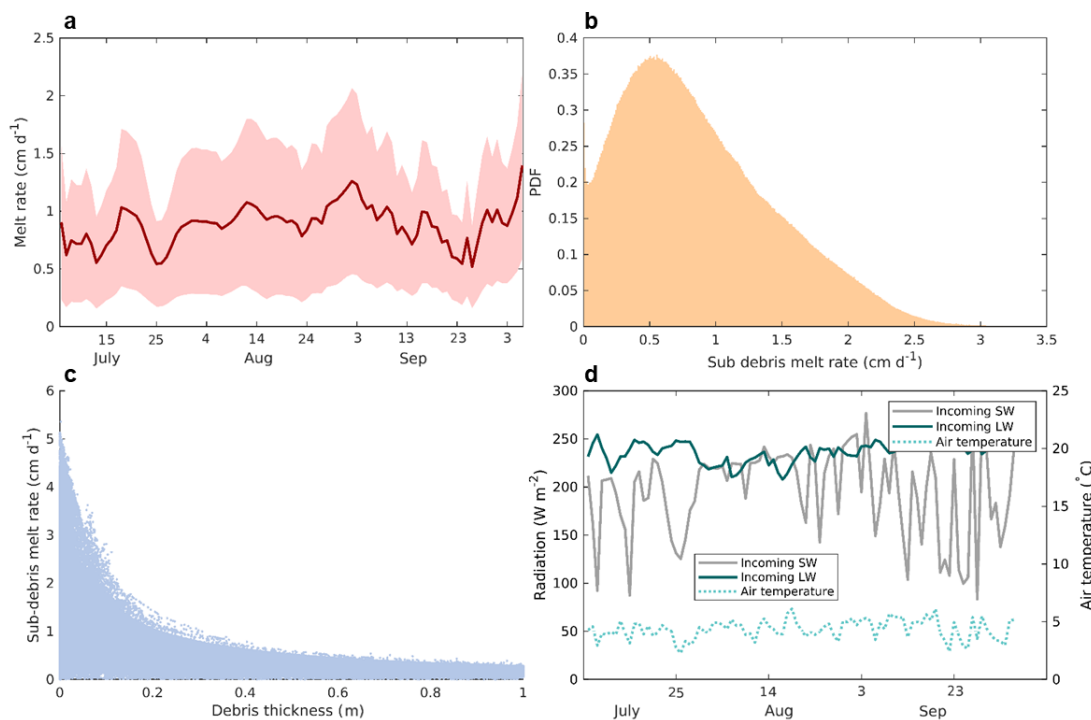 a
2.5
2
1.5
1
0.5
0
Melt rate (cm d⁻¹)
15 25 4 14 24 3 13 23 3
July Aug Sep
b
0.4
0.35
0.3
0.25
0.2
0.15
0.1
0.05
0
PDF
0 0.5 1 1.5 2 2.5 3 3.5
Sub debris melt rate (cm d⁻¹)
c
6
5
4
3
2
1
0
Sub-debris melt rate (cm d⁻¹)
0 0.2 0.4 0.6 0.8 1
Debris thickness (m)
d
300
250
200
150
100
50
0
Radiation (W m⁻²)
Incoming SW
Incoming LW
Air temperature
Incoming SW
Incoming LW
Air temperature
25
20
15
10
5
0
Air temperature (°C)
25 14 3 23
July Aug Sep